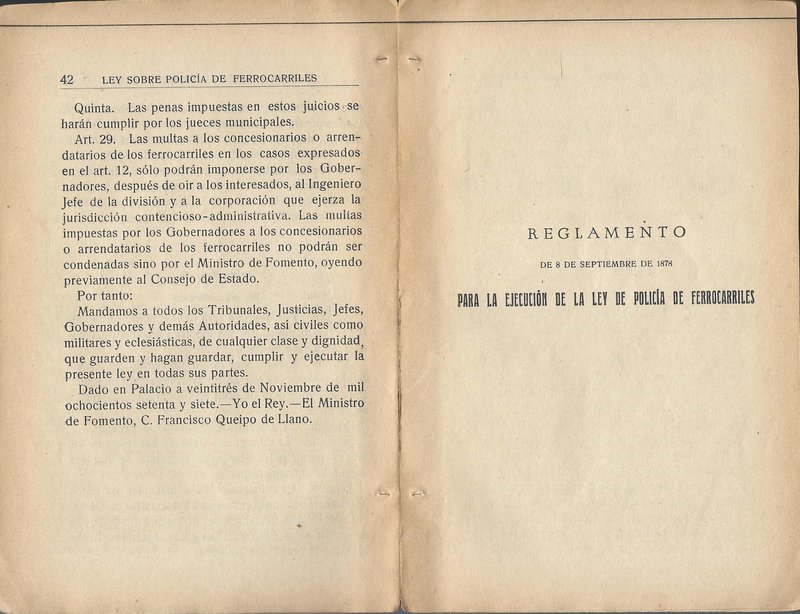 42 LEY SOBRE POLICÍA DE FERROCARRILES
Quinta. Las penas impuestas en estos juicios se
harán cumplir por los jueces municipales.
Art. 29. Las multas a los concesionarios o arren-
datarios de los ferrocarriles en los casos expresados
en el art. 12, sólo podrán imponerse por los Gober-
nadores, después de oir a los interesados, al Ingeniero
Jefe de la división y a la corporación que ejerza la
jurisdicción contencioso-administrativa. Las multas
impuestas por los Gobernadores a los concesionarios
o arrendatarios de los ferrocarriles no podrán ser
condenadas sino por el Ministro de Fomento, oyendo
previamente al Consejo de Estado.
Por tanto:
Mandamos a todos los Tribunales, Justicias, Jefes,
Gobernadores y demás Autoridades, así civiles como
militares y eclesiásticas, de cualquier clase y dignidad,
que guarden y hagan guardar, cumplir y ejecutar la
presente ley en todas sus partes.
Dado en Palacio a veintitrés de Noviembre de mil
ochocientos setenta y siete.—Yo el Rey.—El Ministro
de Fomento, C. Francisco Queipo de Llano.
REGLAMENTO
DE 8 DE SEPTIEMBRE DE 1878
PARA LA EJECUCIÓN DE LA LEY DE POLICÍA DE FERROCARRILES